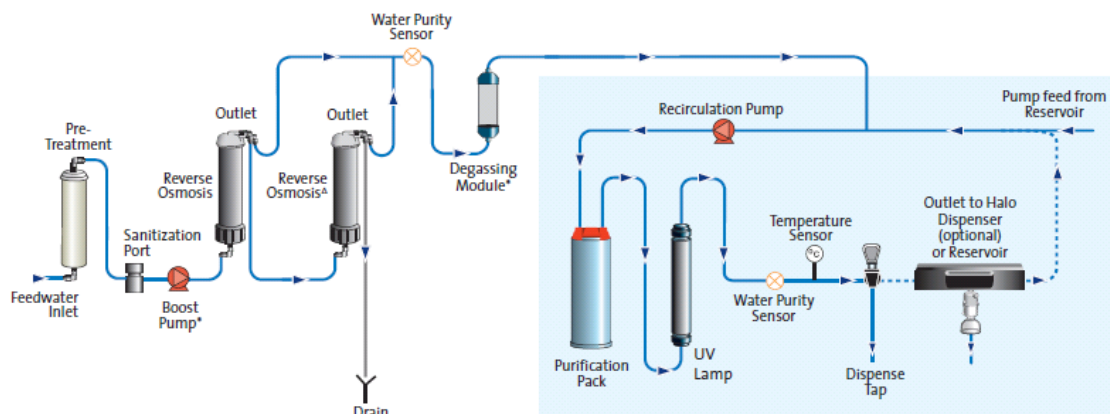 Water Purity
Sensor
Pre-
Treatment
Outlet
Outlet
Reverse
Osmosis
Reverse
Osmosis∆
Degassing
Module*
Sanitization
Port
Feedwater
Inlet
Boost
Pump*
Drain
Recirculation Pump
Pump feed from
Reservoir
Temperature
Sensor
°C
Outlet to Halo
Dispenser
(optional)
or Reservoir
Water Purity
Sensor
Purification
Pack
UV
Lamp
Dispense
Tap